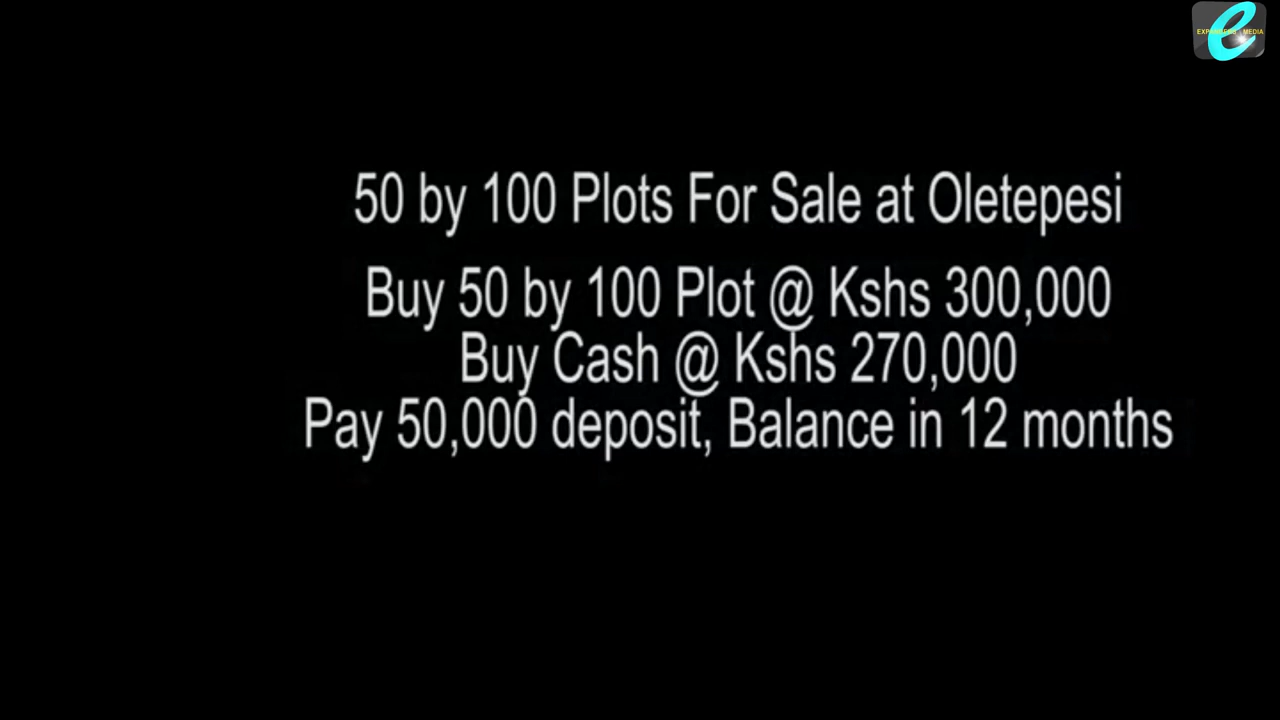 50 by 100 Plots For Sale at Oletepesi
Buy 50 by 100 Plot @ Kshs 300,000
Buy Cash @ Kshs 270,000
Pay 50,000 deposit, Balance in 12 months
e
MEDIA